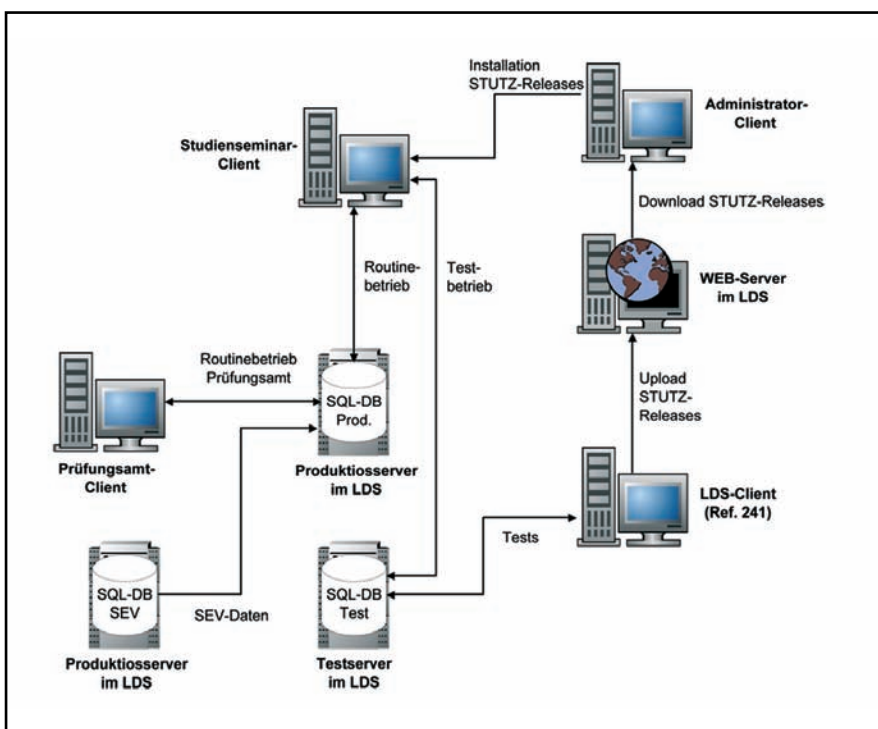 Installation
STUTZ-Releases
Administrator-
Client
Studienseminar-
Client
Download STUTZ-Releases
Routine-
betrieb
Test-
betrieb
WEB-Server
im LDS
Routinebetrieb
Prüfungsamt
SQL-DB
Prod.
Upload
STUTZ-
Releases
Prüfungsamt-
Client
Produktiosserver
im LDS
LDS-Client
(Ref. 241)
Tests
SQL-DB
SEV
SEV-Daten
SQL-DB
Test
Produktiosserver
im LDS
Testserver
im LDS